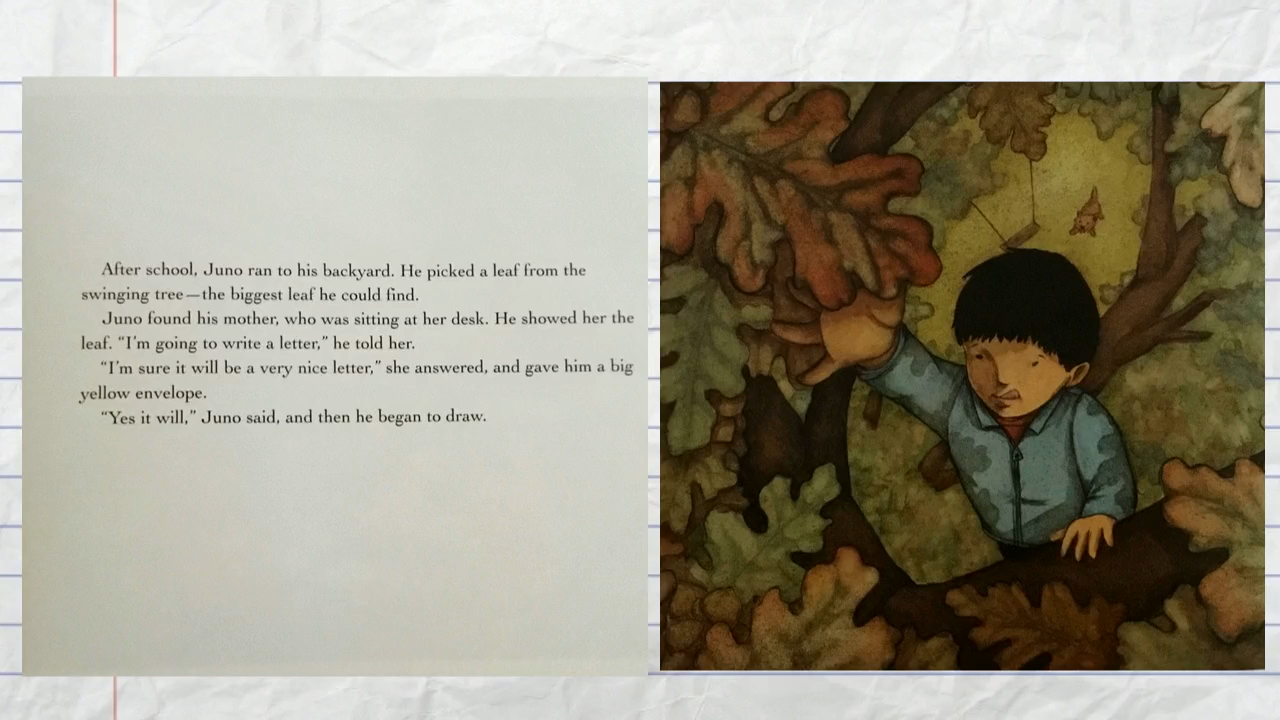 After school, Juno ran to his backyard. He picked a leaf from the
swinging tree—the biggest leaf he could find.
Juno found his mother, who was sitting at her desk. He showed her the
leaf. “I’m going to write a letter,” he told her.
“I’m sure it will be a very nice letter,” she answered, and gave him a big
yellow envelope.
“Yes it will,” Juno said, and then he began to draw.